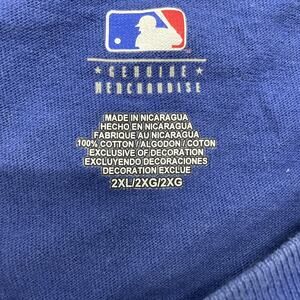 GENUINE
MERCHANDISE
MADE IN NICARAGUA
HECHO EN NICARAGUA
FABRIQUE AU NICARAGUA
100% COTTON / ALGODON / COTON
EXCLUSIVE OF DECORATION
EXCLUYENDO DECORACIONES
DECORATION EXCLUE
2XL/2XG/2XG